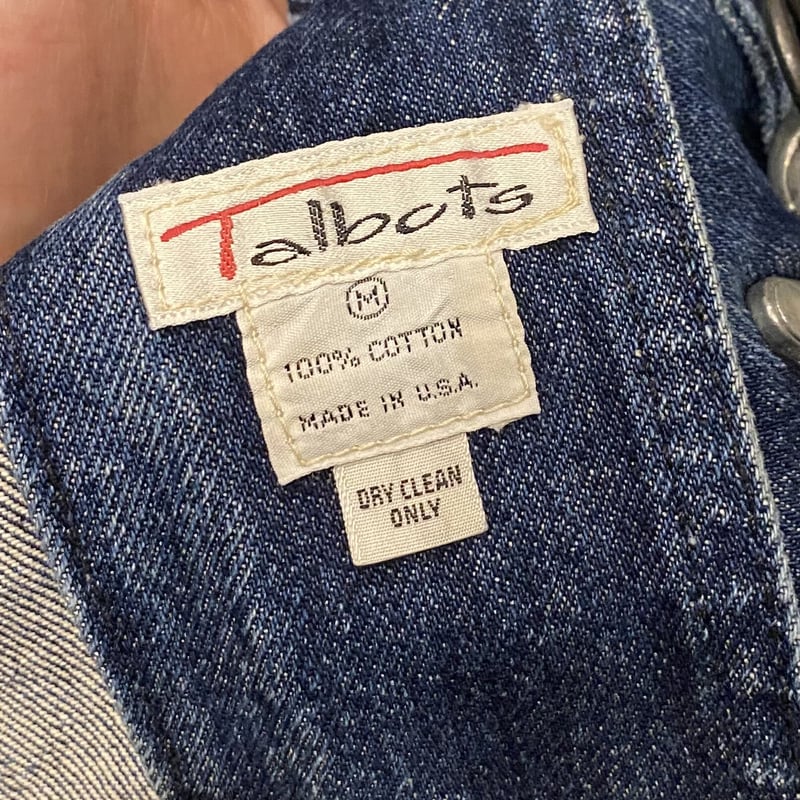 Talbots
M
100% COTTON
MADE IN U.S.A.
DRY CLEAN
ONLY